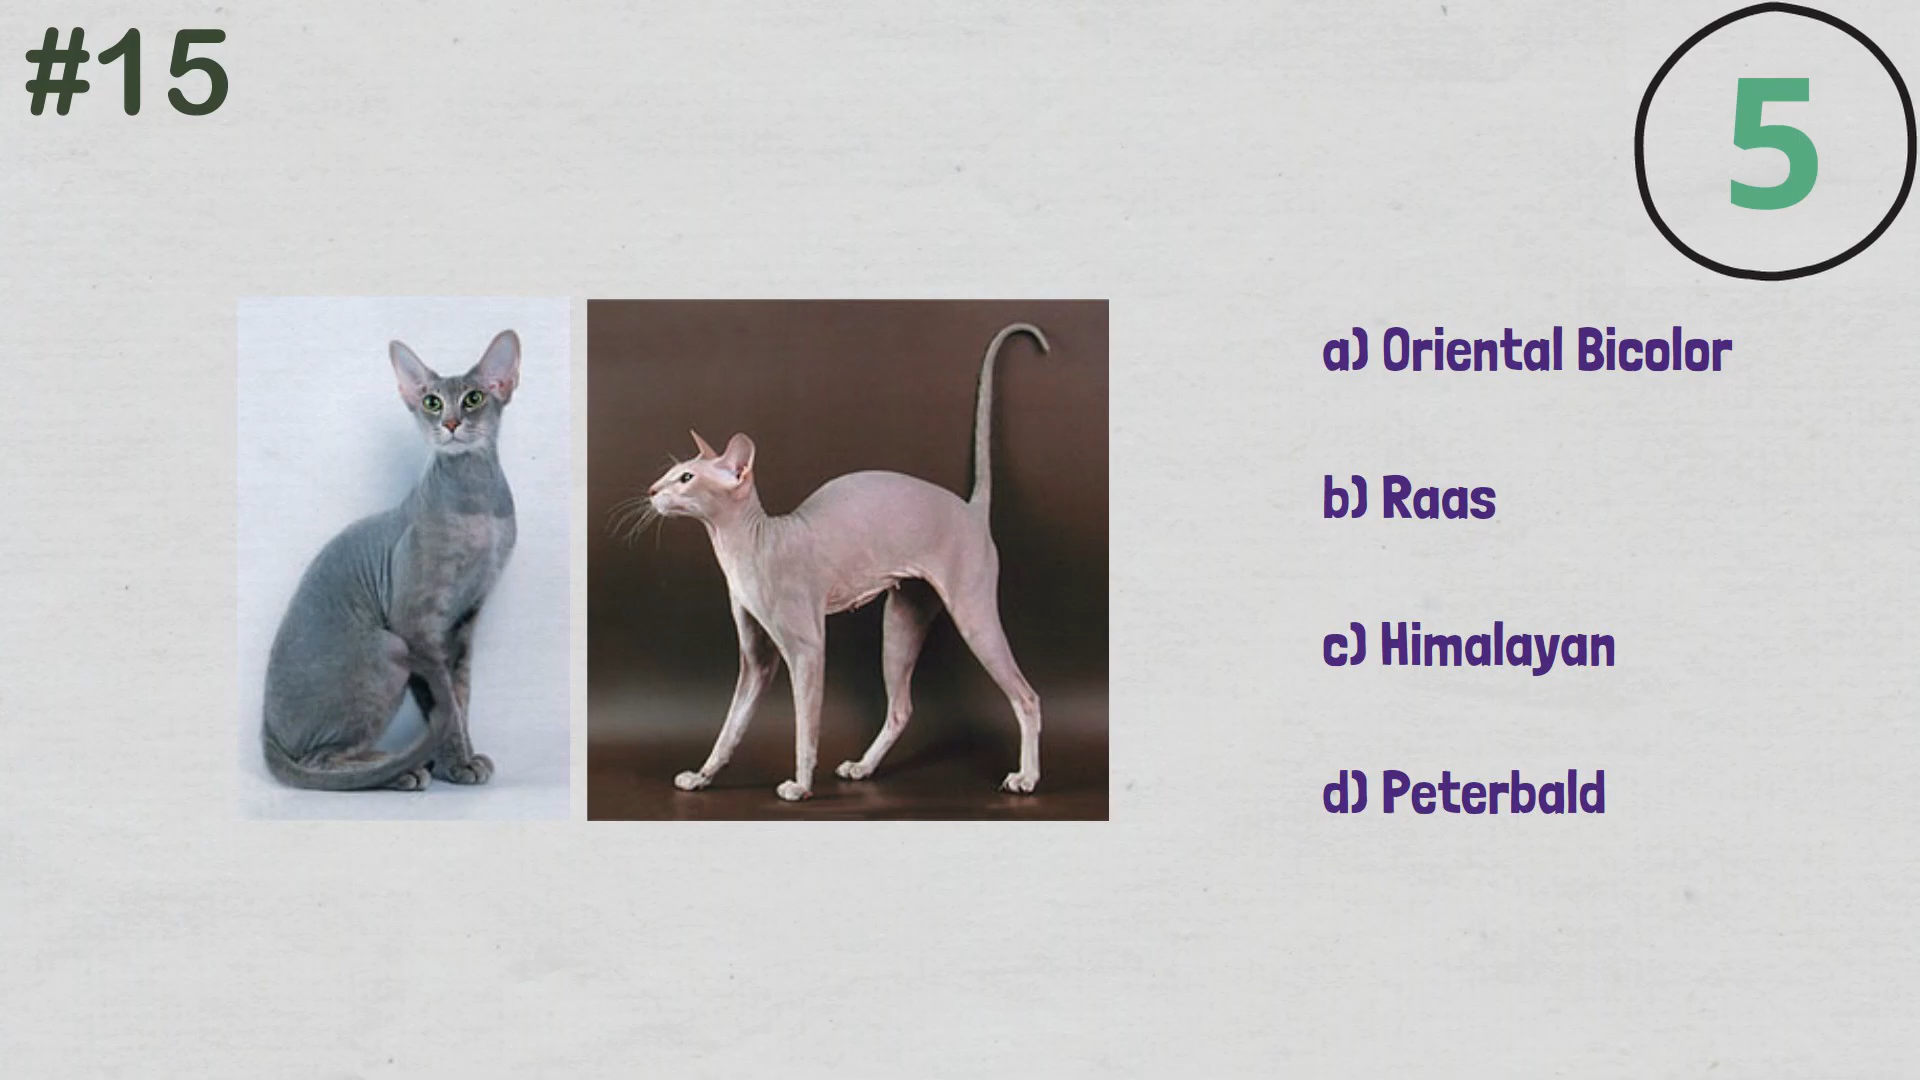 #15
5
a) Oriental Bicolor
b) Raas
c) Himalayan
d) Peterbald